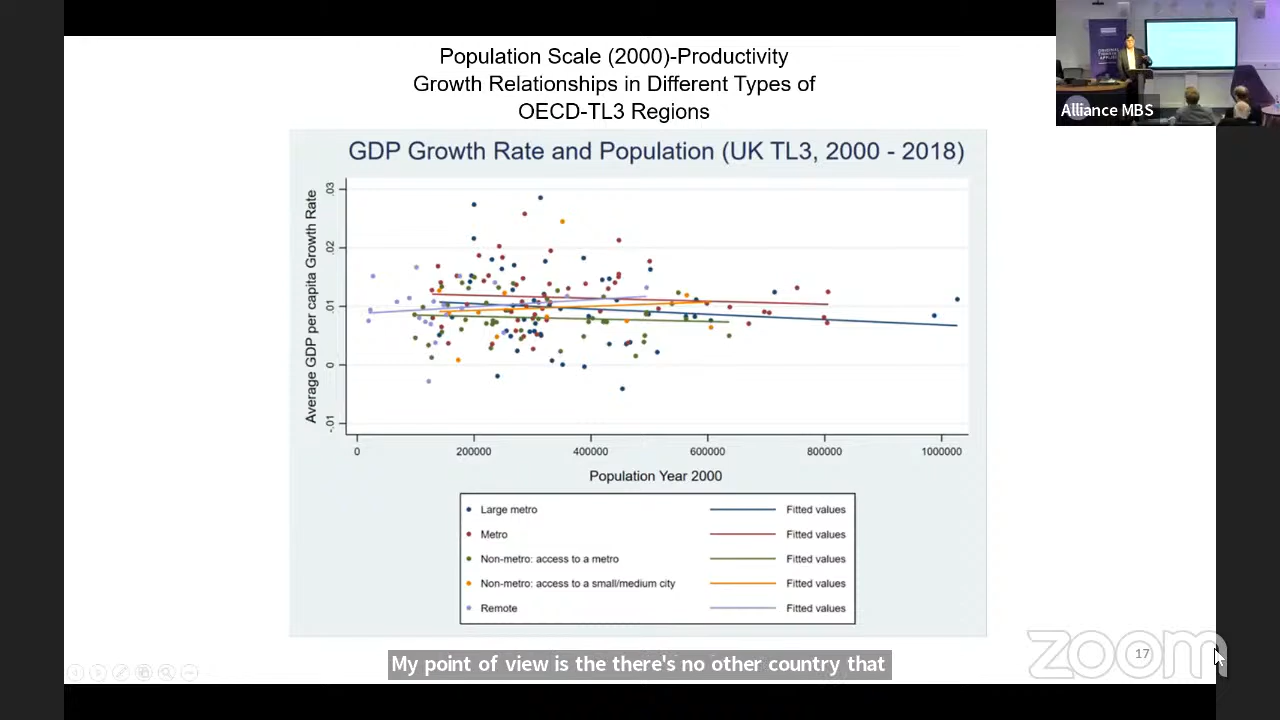 Population Scale (2000)-Productivity
Growth Relationships in Different Types of
OECD-TL3 Regions
Alliance MBS
GDP Growth Rate and Population (UK TL3, 2000 - 2018)
Average GDP per capita Growth Rate
.03
.02
.01
0
-.01
0
200000
400000
600000
800000
1000000
Population Year 2000
Large metro
Fitted values
Metro
Fitted values
Non-metro: access to a metro
Fitted values
Non-metro: access to a small/medium city
Fitted values
Remote
Fitted values
My point of view is the there's no other country that
17
zoom